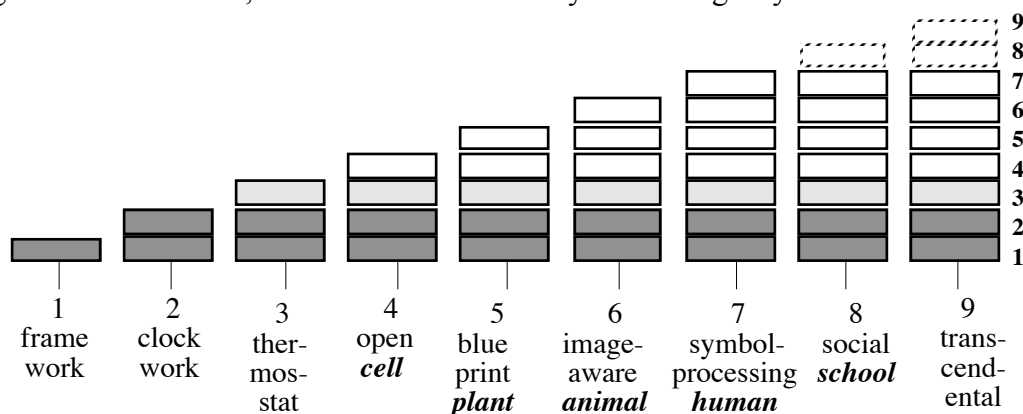 9
8
7
6
5
4
3
2
1
1
frame
work
2
clock
work
3
ther-
mos-
stat
4
open
cell
5
blue
print
plant
6
image-
aware
animal
7
symbol-
processing
human
8
social
school
9
trans-
cend-
ental